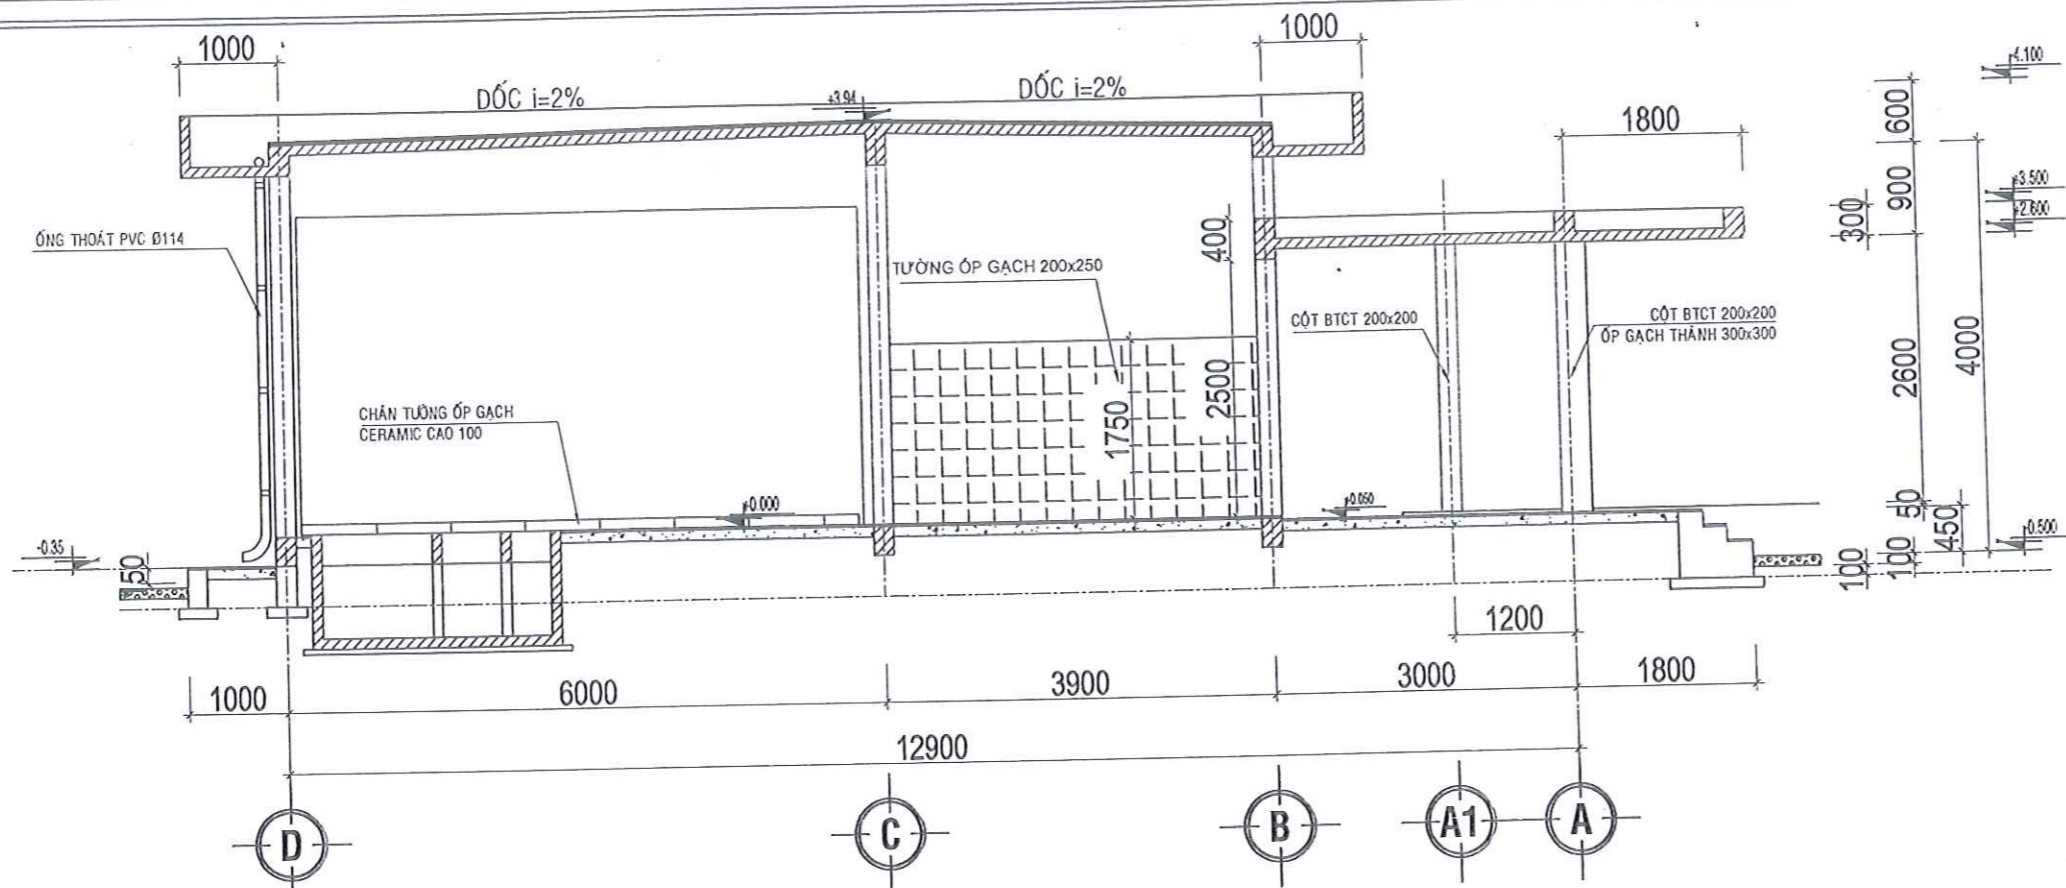 1000
1000
4.100
DỐC i=2%
+3.94
DỐC i=2%
600
1800
900
+3.500
+2.600
300
400
ỐNG THOÁT PVC Ø114
TƯỜNG ỐP GẠCH 200x250
CỘT BTCT 200x200
CỘT BTCT 200x200
ỐP GẠCH THÀNH 300x300
4000
2600
2500
1750
CHÂN TƯỜNG ỐP GẠCH
CERAMIC CAO 100
±0.000
50
450
-0.35
-0.500
50
100
100
1200
1000
6000
3900
3000
1800
12900
D
C
B
A1
A